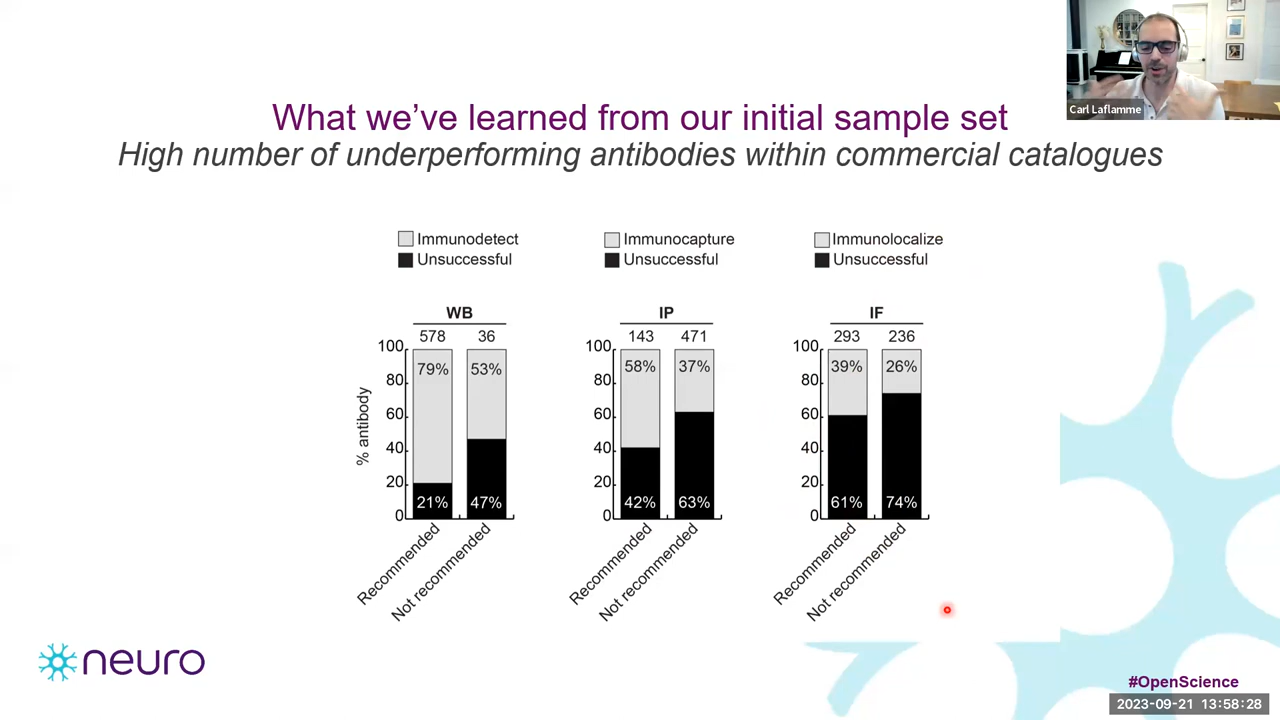 Carl Laflamme
What we've learned from our initial sample set
High number of underperforming antibodies within commercial catalogues
Immunodetect
Unsuccessful
Immunocapture
Unsuccessful
Immunolocalize
Unsuccessful
% antibody
WB
578 36
100
80
60
40
20
0
79% 53%
21% 47%
Recommended
Not recommended
IP
143 471
100
80
60
40
20
0
58% 37%
42% 63%
Recommended
Not recommended
IF
293 236
100
80
60
40
20
0
39% 26%
61% 74%
Recommended
Not recommended
neuro
#OpenScience
2023-09-21 13:58:28